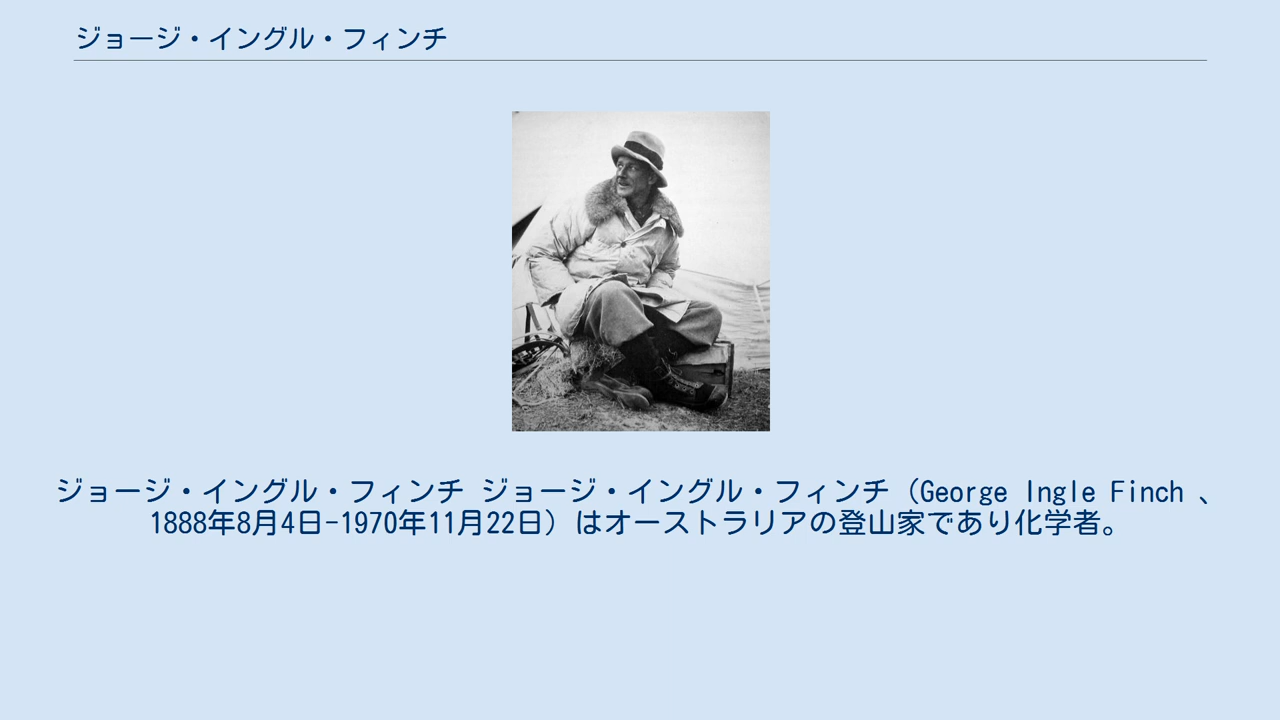 ジョージ・イングル・フィンチ
ジョージ・イングル・フィンチ ジョージ・イングル・フィンチ（George Ingle Finch 、
1888年8月4日-1970年11月22日）はオーストラリアの登山家であり化学者。